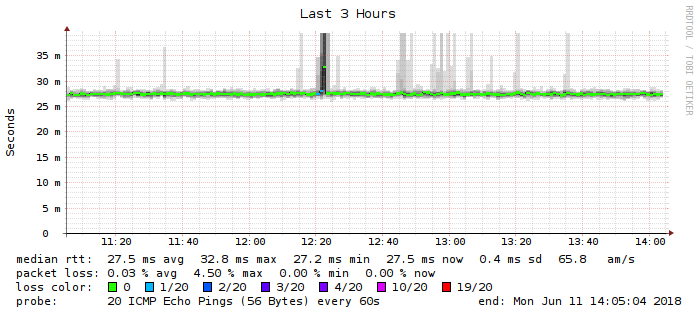 Last 3 Hours
RRDTOOL / TOBI OETIKER
Seconds
35 m
30 m
25 m
20 m
15 m
10 m
5 m
0
11:20 11:40 12:00 12:20 12:40 13:00 13:20 13:40 14:00
median rtt: 27.5 ms avg 32.8 ms max 27.2 ms min 27.5 ms now 0.4 ms sd 65.8 am/s
packet loss: 0.03 % avg 4.50 % max 0.00 % min 0.00 % now
loss color: 0 1/20 2/20 3/20 4/20 10/20 19/20
probe: 20 ICMP Echo Pings (56 Bytes) every 60s end: Mon Jun 11 14:05:04 2018